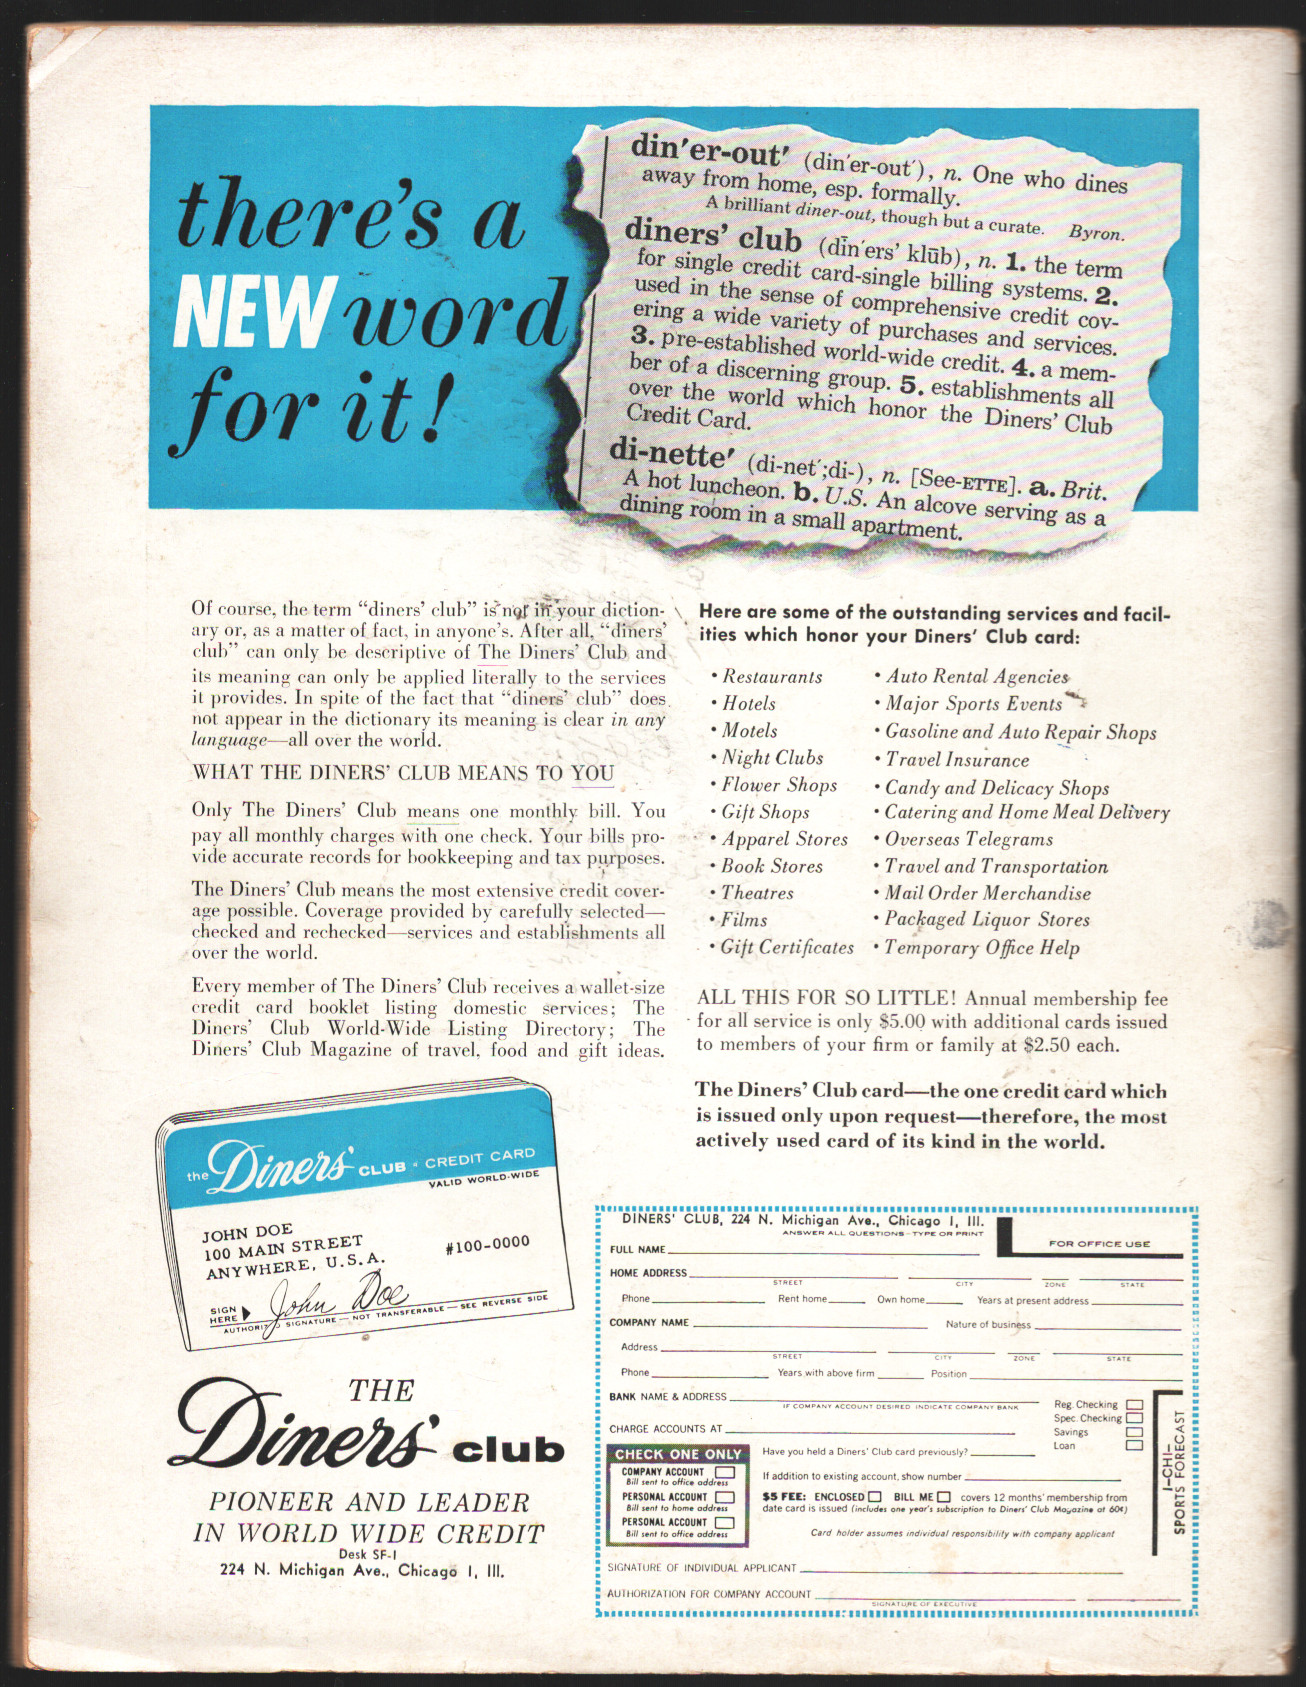 there's a
NEW word
for it!
din′er-out′ (din′er-out′), n. One who dines
away from home, esp. formally.
A brilliant diner-out, though but a curate. Byron.
diners' club (dīn′ers' klŭb), n. 1. the term
for single credit card-single billing systems. 2.
used in the sense of comprehensive credit cov-
ering a wide variety of purchases and services.
3. pre-established world-wide credit. 4. a mem-
ber of a discerning group. 5. establishments all
over the world which honor the Diners' Club
Credit Card.
di-nette′ (di-net′;di-), n. [See-ETTE]. a. Brit.
A hot luncheon. b. U.S. An alcove serving as a
dining room in a small apartment.
Of course, the term “diners' club” is not in your diction-
ary or, as a matter of fact, in anyone's. After all, “diners'
club” can only be descriptive of The Diners' Club and
its meaning can only be applied literally to the services
it provides. In spite of the fact that “diners' club” does
not appear in the dictionary its meaning is clear in any
language—all over the world.
WHAT THE DINERS' CLUB MEANS TO YOU
Only The Diners' Club means one monthly bill. You
pay all monthly charges with one check. Your bills pro-
vide accurate records for bookkeeping and tax purposes.
The Diners' Club means the most extensive credit cover-
age possible. Coverage provided by carefully selected—
checked and rechecked—services and establishments all
over the world.
Every member of The Diners' Club receives a wallet-size
credit card booklet listing domestic services; The
Diners' Club World-Wide Listing Directory; The
Diners' Club Magazine of travel, food and gift ideas.
Here are some of the outstanding services and facil-
ities which honor your Diners' Club card:
• Restaurants
• Hotels
• Motels
• Night Clubs
• Flower Shops
• Gift Shops
• Apparel Stores
• Book Stores
• Theatres
• Films
• Gift Certificates
• Auto Rental Agencies
• Major Sports Events
• Gasoline and Auto Repair Shops
• Travel Insurance
• Candy and Delicacy Shops
• Catering and Home Meal Delivery
• Overseas Telegrams
• Travel and Transportation
• Mail Order Merchandise
• Packaged Liquor Stores
• Temporary Office Help
ALL THIS FOR SO LITTLE! Annual membership fee
for all service is only $5.00 with additional cards issued
to members of your firm or family at $2.50 each.
The Diners' Club card—the one credit card which
is issued only upon request—therefore, the most
actively used card of its kind in the world.
the Diners' CLUB • CREDIT CARD
VALID WORLD-WIDE
JOHN DOE
100 MAIN STREET
ANYWHERE, U.S.A.
#100-0000
SIGN
HERE
John Doe
SIGNATURE — NOT TRANSFERABLE — SEE REVERSE SIDE
THE
Diners' club
PIONEER AND LEADER
IN WORLD WIDE CREDIT
Desk SF-I
224 N. Michigan Ave., Chicago I, Ill.
DINERS' CLUB, 224 N. Michigan Ave., Chicago I, Ill.
ANSWER ALL QUESTIONS–TYPE OR PRINT
FOR OFFICE USE
FULL NAME
HOME ADDRESS
STREET CITY ZONE STATE
Phone Rent home Own home Years at present address
COMPANY NAME Nature of business
Address
STREET CITY ZONE STATE
Phone Years with above firm Position
BANK NAME & ADDRESS
IF COMPANY ACCOUNT DESIRED INDICATE COMPANY BANK
CHARGE ACCOUNTS AT
Reg. Checking
Spec. Checking
Savings
Loan
CHECK ONE ONLY
COMPANY ACCOUNT
Bill sent to office address
PERSONAL ACCOUNT
Bill sent to home address
PERSONAL ACCOUNT
Bill sent to office address
Have you held a Diners' Club card previously?
If addition to existing account, show number
$5 FEE: ENCLOSED BILL ME covers 12 months' membership from
date card is issued (includes one year's subscription to Diners' Club Magazine at 60¢)
Card holder assumes individual responsibility with company applicant
I-CHI-
SPORTS FORECAST
SIGNATURE OF INDIVIDUAL APPLICANT
AUTHORIZATION FOR COMPANY ACCOUNT
SIGNATURE OF EXECUTIVE